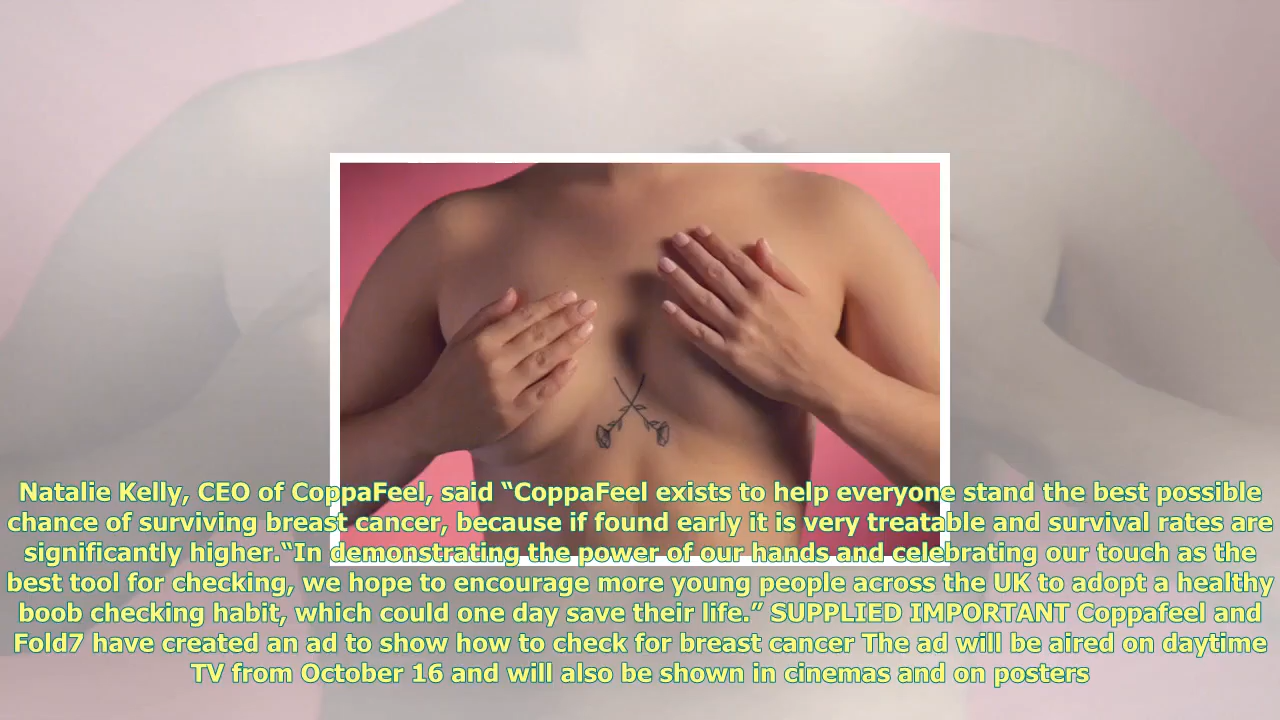 Natalie Kelly, CEO of CoppaFeel, said “CoppaFeel exists to help everyone stand the best possible
chance of surviving breast cancer, because if found early it is very treatable and survival rates are
significantly higher.“In demonstrating the power of our hands and celebrating our touch as the
best tool for checking, we hope to encourage more young people across the UK to adopt a healthy
boob checking habit, which could one day save their life.” SUPPLIED IMPORTANT Coppafeel and
Fold7 have created an ad to show how to check for breast cancer The ad will be aired on daytime
TV from October 16 and will also be shown in cinemas and on posters